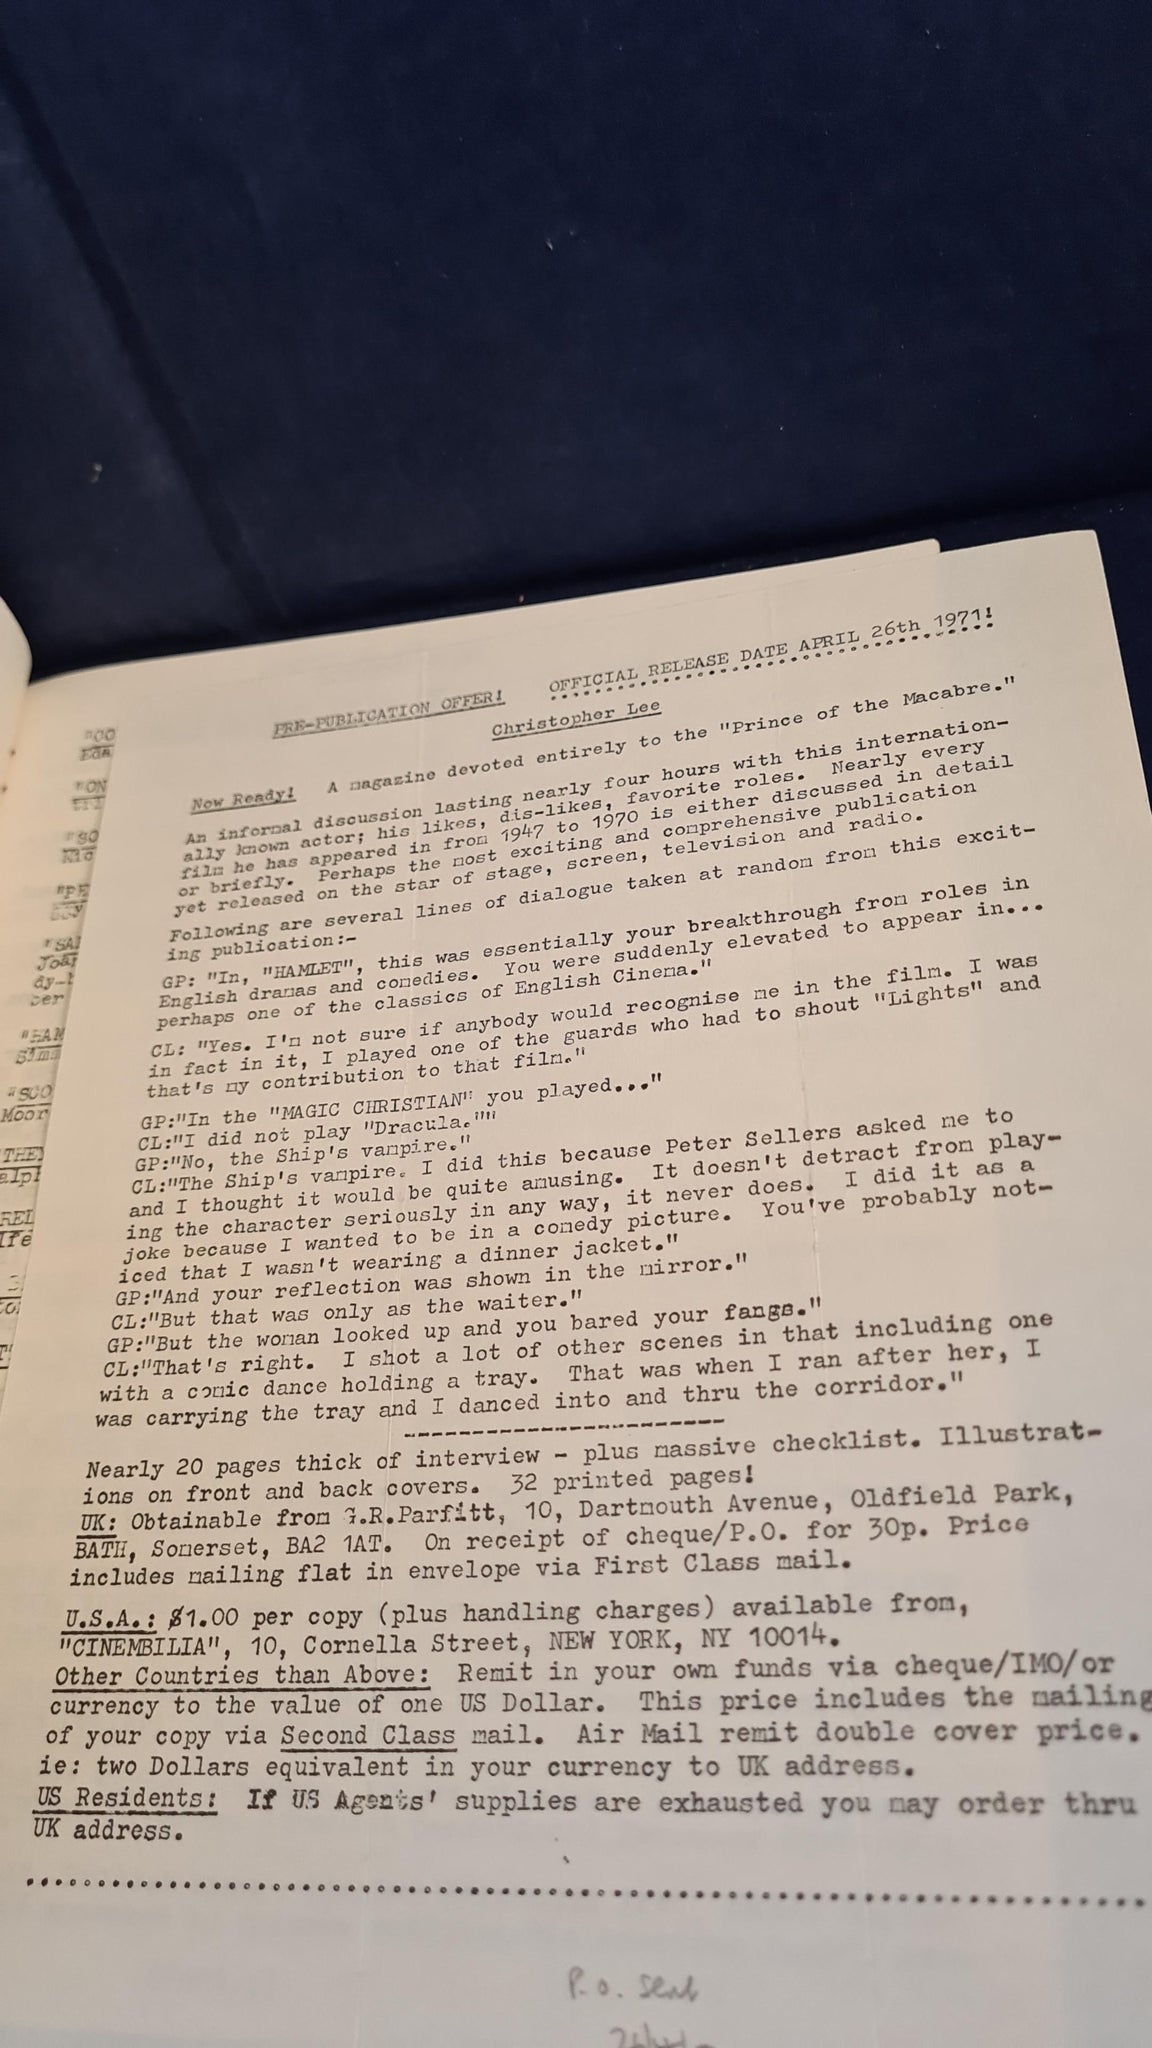 PRE-PUBLICATION OFFER! OFFICIAL RELEASE DATE APRIL 26th 1971!
Christopher Lee
Now Ready! A magazine devoted entirely to the "Prince of the Macabre."
An informal discussion lasting nearly four hours with this internation-
ally known actor; his likes, dis-likes, favorite roles. Nearly every
film he has appeared in from 1947 to 1970 is either discussed in detail
or briefly. Perhaps the most exciting and comprehensive publication
yet released on the star of stage, screen, television and radio.
Following are several lines of dialogue taken at random from this excit-
ing publication:-
GP: "In, "HAMLET", this was essentially your breakthrough from roles in
English dramas and comedies. You were suddenly elevated to appear in...
perhaps one of the classics of English Cinema."
CL: "Yes. I'm not sure if anybody would recognise me in the film. I was
in fact in it, I played one of the guards who had to shout "Lights" and
that's my contribution to that film."
GP:"In the "MAGIC CHRISTIAN" you played..."
CL:"I did not play "Dracula.""
GP:"No, the Ship's vampire."
CL:"The Ship's vampire. I did this because Peter Sellers asked me to
and I thought it would be quite amusing. It doesn't detract from play-
ing the character seriously in any way, it never does. I did it as a
joke because I wanted to be in a comedy picture. You've probably not-
iced that I wasn't wearing a dinner jacket."
GP:"And your reflection was shown in the mirror."
CL:"But that was only as the waiter."
GP:"But the woman looked up and you bared your fangs."
CL:"That's right. I shot a lot of other scenes in that including one
with a comic dance holding a tray. That was when I ran after her, I
was carrying the tray and I danced into and thru the corridor."
Nearly 20 pages thick of interview - plus massive checklist. Illustrat-
ions on front and back covers. 32 printed pages!
UK: Obtainable from G.R.Parfitt, 10, Dartmouth Avenue, Oldfield Park,
BATH, Somerset, BA2 1AT. On receipt of cheque/P.O. for 30p. Price
includes mailing flat in envelope via First Class mail.
U.S.A.: $1.00 per copy (plus handling charges) available from,
"CINEMBILIA", 10, Cornella Street, NEW YORK, NY 10014.
Other Countries than Above: Remit in your own funds via cheque/IMO/or
currency to the value of one US Dollar. This price includes the mailing
of your copy via Second Class mail. Air Mail remit double cover price.
ie: two Dollars equivalent in your currency to UK address.
US Residents: If US Agents' supplies are exhausted you may order thru
UK address.
P.O. sent